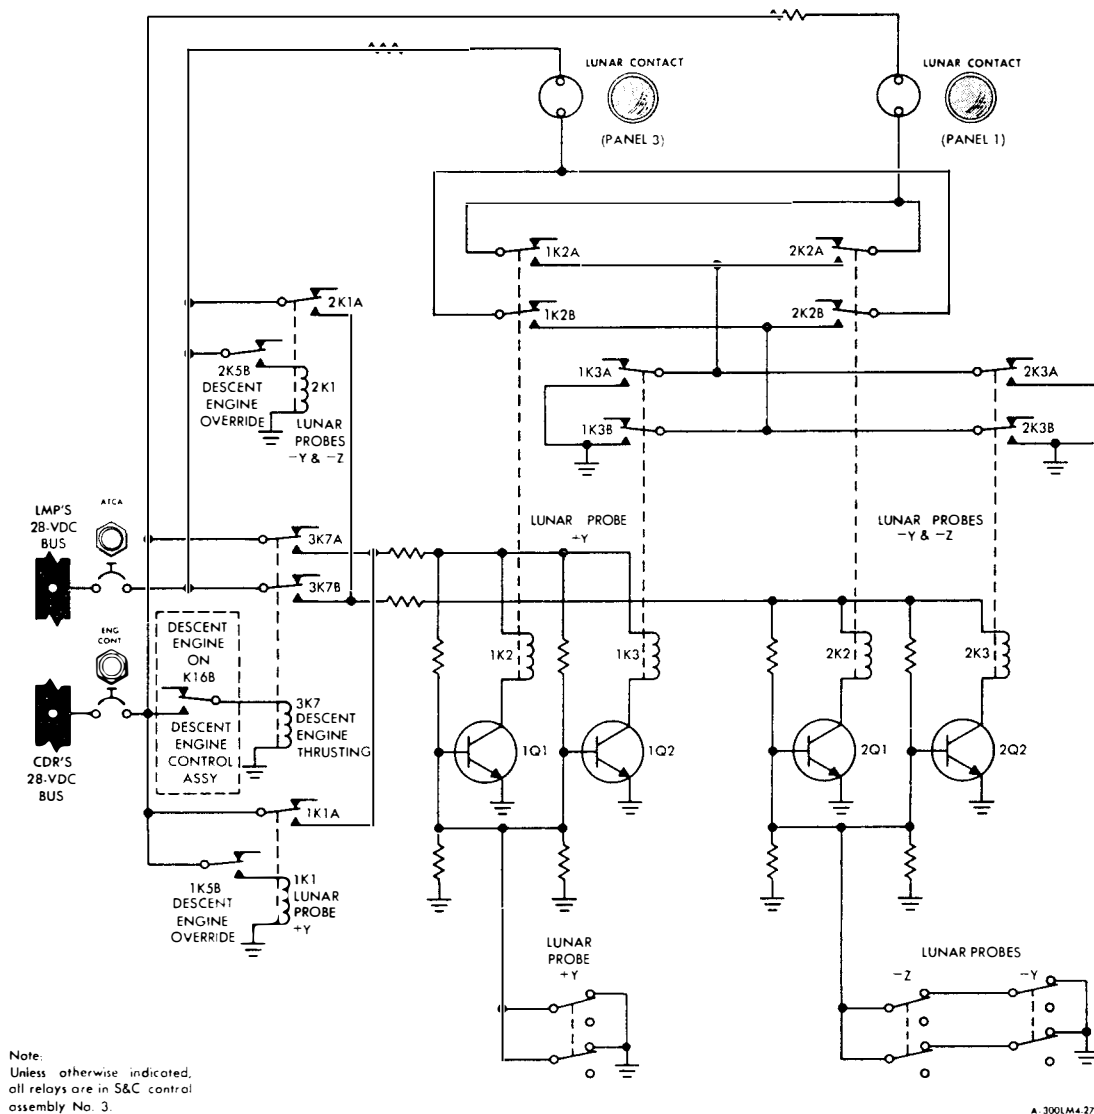 LUNAR CONTACT
(PANEL 3)
LUNAR CONTACT
(PANEL 1)
1K2A
2K2A
2K1A
1K2B
2K2B
2K5B
DESCENT
ENGINE
OVERRIDE
2K1
LUNAR
PROBES
−Y & −Z
1K3A
2K3A
1K3B
2K3B
LMP'S
28-VDC
BUS
ATCA
3K7A
3K7B
LUNAR PROBE
+Y
LUNAR PROBES
−Y & −Z
ENG
CONT
DESCENT
ENGINE
ON
K16B
DESCENT
ENGINE
CONTROL
ASSY
3K7
DESCENT
ENGINE
THRUSTING
CDR'S
28-VDC
BUS
1K2
1K3
2K2
2K3
1Q1
1Q2
2Q1
2Q2
1K1A
1K5B
DESCENT
ENGINE
OVERRIDE
1K1
LUNAR
PROBE
+Y
LUNAR
PROBE
+Y
LUNAR PROBES
−Z
−Y
Note:
Unless otherwise indicated,
all relays are in S&C control
assembly No. 3.
A-300LM4-27